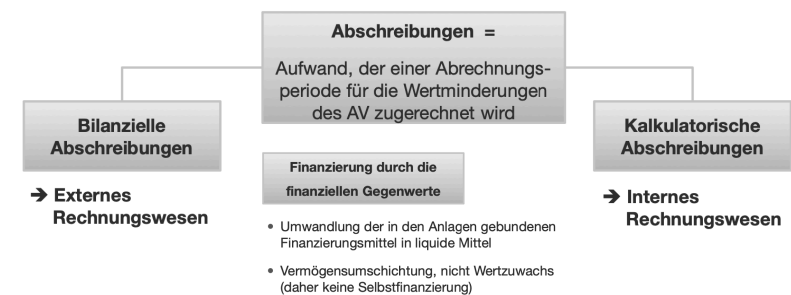 Abschreibungen =
Aufwand, der einer Abrechnungs-
periode für die Wertminderungen
des AV zugerechnet wird
Bilanzielle
Abschreibungen
➔ Externes
Rechnungswesen
Finanzierung durch die
finanziellen Gegenwerte
• Umwandlung der in den Anlagen gebundenen
Finanzierungsmittel in liquide Mittel
• Vermögensumschichtung, nicht Wertzuwachs
(daher keine Selbstfinanzierung)
Kalkulatorische
Abschreibungen
➔ Internes
Rechnungswesen